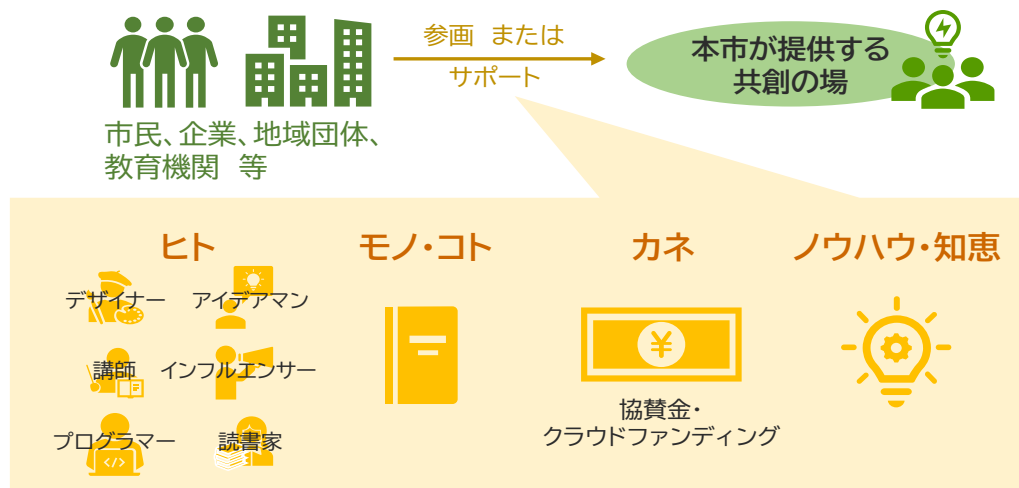 参画 または
サポート
本市が提供する
共創の場
市民、企業、地域団体、
教育機関 等
ヒト
モノ・コト
カネ
ノウハウ・知恵
デザイナー
アイデアマン
講師
インフルエンサー
プログラマー
読書家
¥
協賛金・
クラウドファンディング